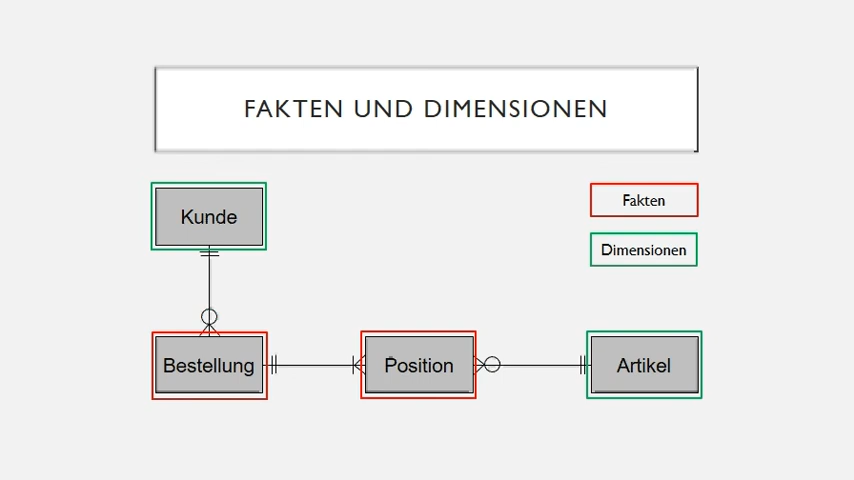 FAKTEN UND DIMENSIONEN
Kunde
Fakten
Dimensionen
Bestellung
Position
Artikel